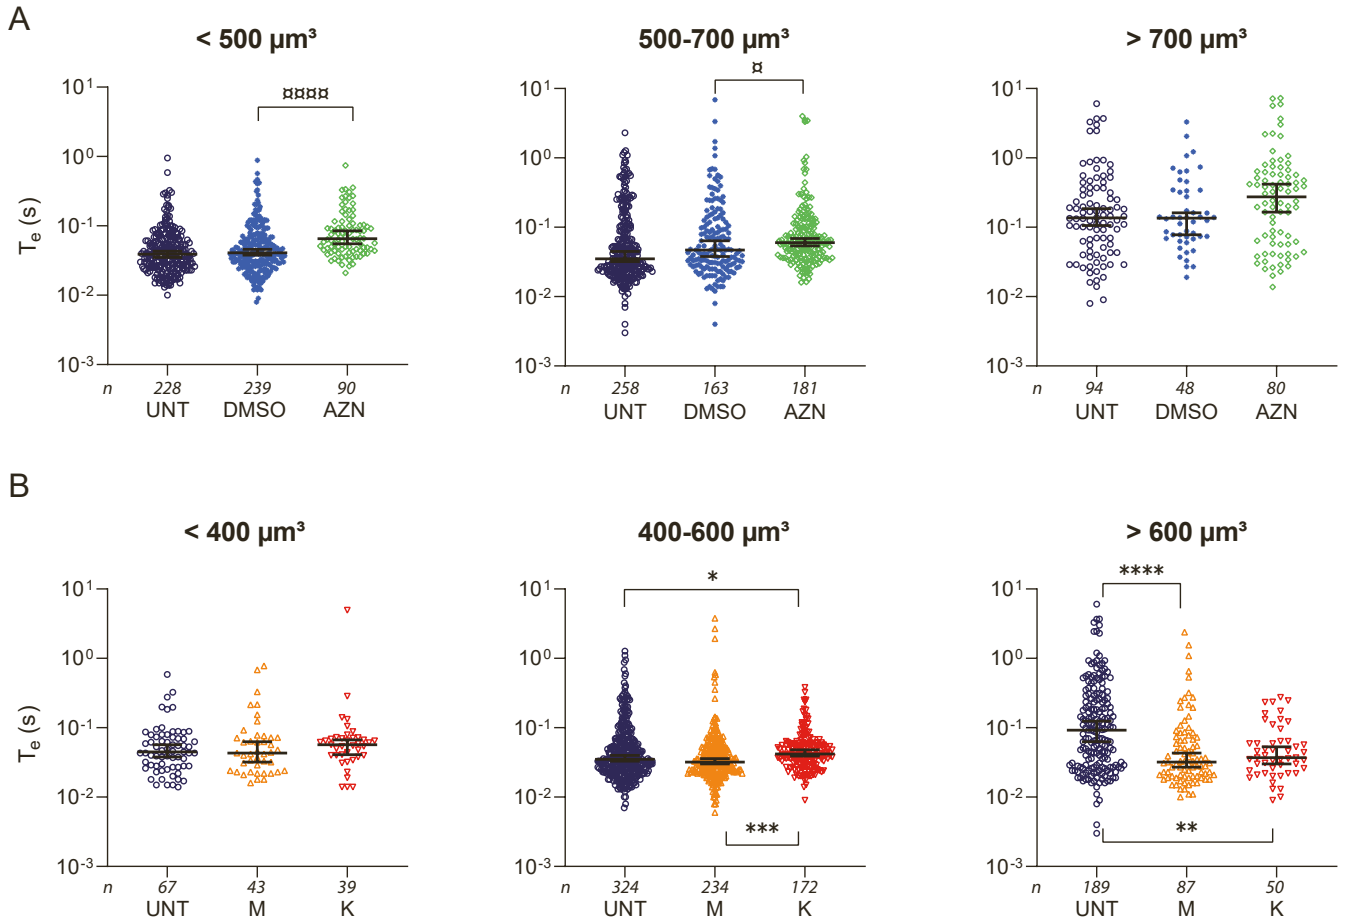 A
< 500 µm³
500-700 µm³
> 700 µm³
¤¤¤¤
¤
Tₑ (s)
10¹
10⁰
10⁻¹
10⁻²
10⁻³
10¹
10⁰
10⁻¹
10⁻²
10⁻³
10¹
10⁰
10⁻¹
10⁻²
10⁻³
n 228 239 90
UNT DMSO AZN
n 258 163 181
UNT DMSO AZN
n 94 48 80
UNT DMSO AZN
B
< 400 µm³
400-600 µm³
> 600 µm³
*
***
****
**
Tₑ (s)
10¹
10⁰
10⁻¹
10⁻²
10⁻³
10¹
10⁰
10⁻¹
10⁻²
10⁻³
10¹
10⁰
10⁻¹
10⁻²
10⁻³
n 67 43 39
UNT M K
n 324 234 172
UNT M K
n 189 87 50
UNT M K